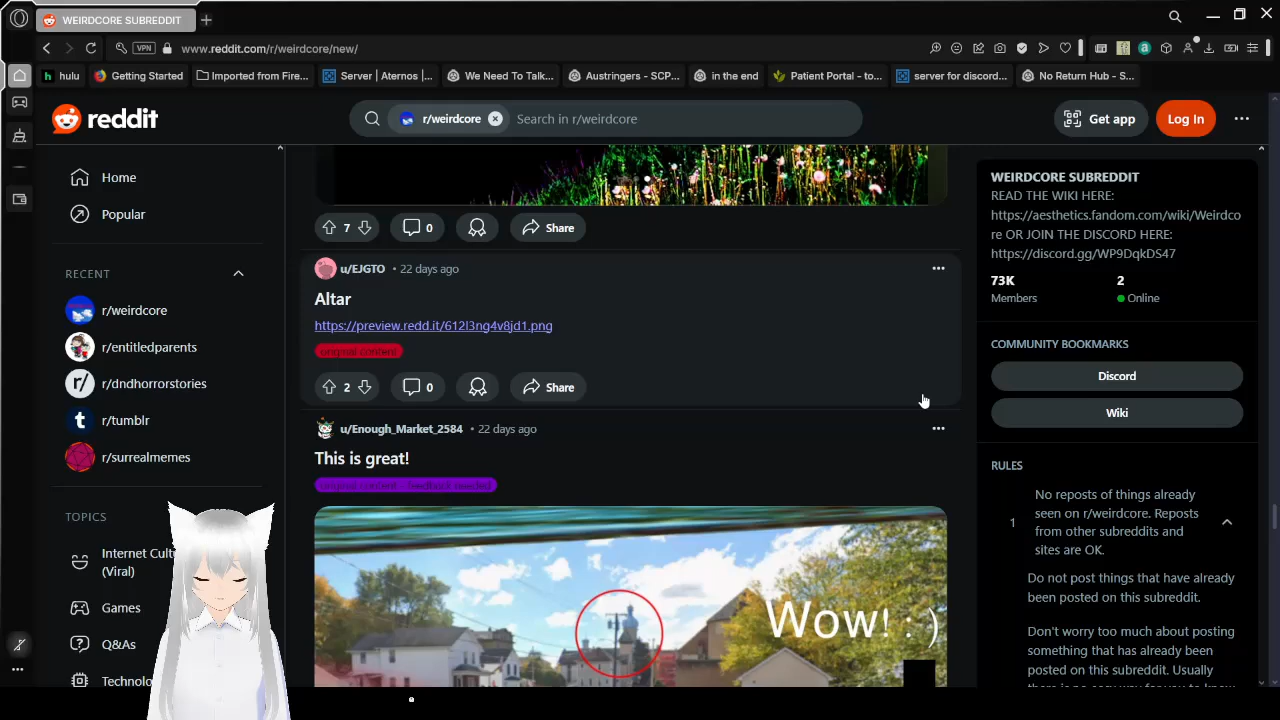 WEIRDCORE SUBREDDIT
VPN www.reddit.com/r/weirdcore/new/
hulu Getting Started Imported from Fire... Server | Aternos |... We Need To Talk... Austringers - SCP... in the end Patient Portal - to... server for discord... No Return Hub - S...
reddit r/weirdcore Search in r/weirdcore Get app Log In
Home
Popular
RECENT
r/weirdcore
r/entitledparents
r/dndhorrorstories
r/tumblr
r/surrealmemes
TOPICS
Internet Cult
(Viral)
Games
Q&As
Technolo
7 0 Share
u/EJGTO • 22 days ago
Altar
https://preview.redd.it/612l3ng4v8jd1.png
original content
2 0 Share
u/Enough_Market_2584 • 22 days ago
This is great!
original content - feedback needed
Wow! :)
WEIRDCORE SUBREDDIT
READ THE WIKI HERE:
https://aesthetics.fandom.com/wiki/Weirdco
re OR JOIN THE DISCORD HERE:
https://discord.gg/WP9DqkDS47
73K 2
Members Online
COMMUNITY BOOKMARKS
Discord
Wiki
RULES
1 No reposts of things already
seen on r/weirdcore. Reposts
from other subreddits and
sites are OK.
Do not post things that have already
been posted on this subreddit.
Don't worry too much about posting
something that has already been
posted on this subreddit. Usually